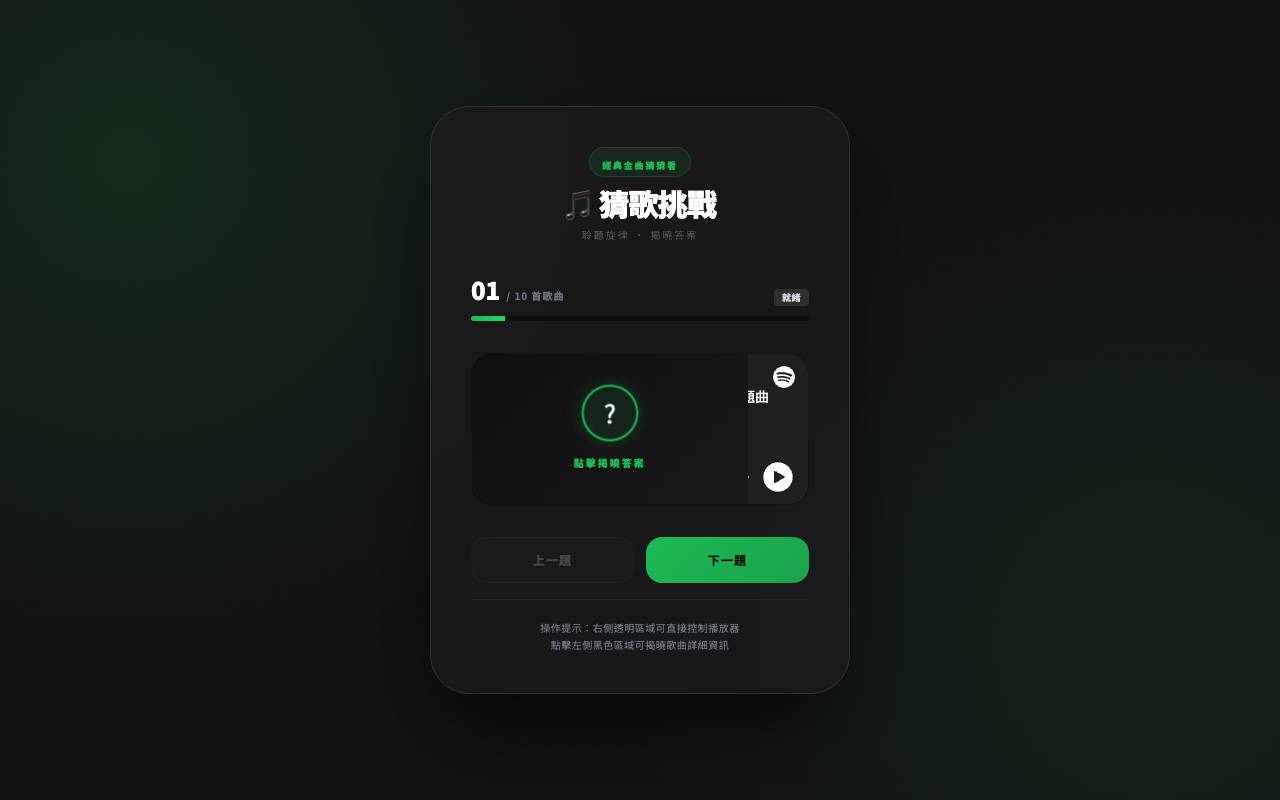 經典金曲猜猜看
🎵 猜歌挑戰
聆聽旋律 · 揭曉答案
01 / 10 首歌曲
就緒
?
點擊揭曉答案
題曲
上一題
下一題
操作提示：右側透明區域可直接控制播放器
點擊左側黑色區域可揭曉歌曲詳細資訊